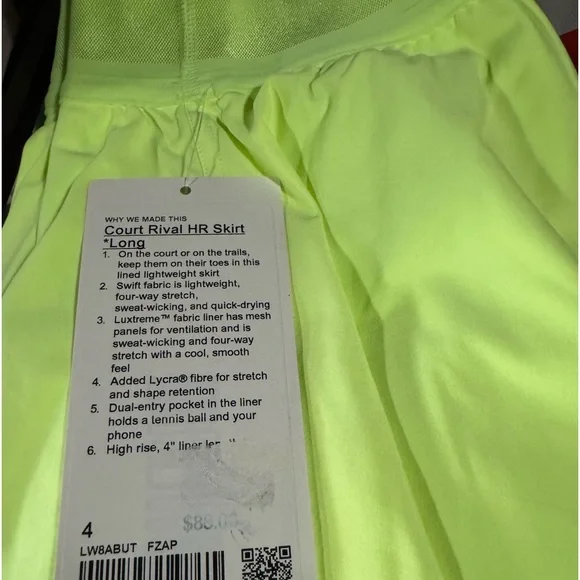 WHY WE MADE THIS
Court Rival HR Skirt
*Long
1. On the court or on the trails,
keep them on their toes in this
lined lightweight skirt
2. Swift fabric is lightweight,
four-way stretch,
sweat-wicking, and quick-drying
3. Luxtreme™ fabric liner has mesh
panels for ventilation and is
sweat-wicking and four-way
stretch with a cool, smooth
feel
4. Added Lycra® fibre for stretch
and shape retention
5. Dual-entry pocket in the liner
holds a tennis ball and your
phone
6. High rise, 4" liner
$88.00
4
LW8ABUT FZAP